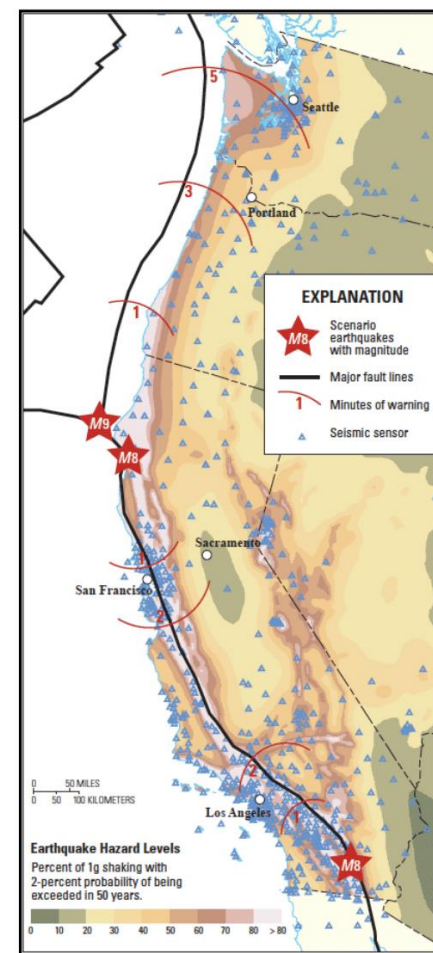 5
Seattle
3
Portland
1
EXPLANATION
M8
Scenario
earthquakes
with magnitude
Major fault lines
1
Minutes of warning
Seismic sensor
M9
M8
Sacramento
1
San Francisco
2
2
0 50 MILES
0 100 KILOMETERS
Los Angeles
1
M8
Earthquake Hazard Levels
Percent of 1g shaking with
2-percent probability of being
exceeded in 50 years.
0 10 20 30 40 50 60 70 80 > 80